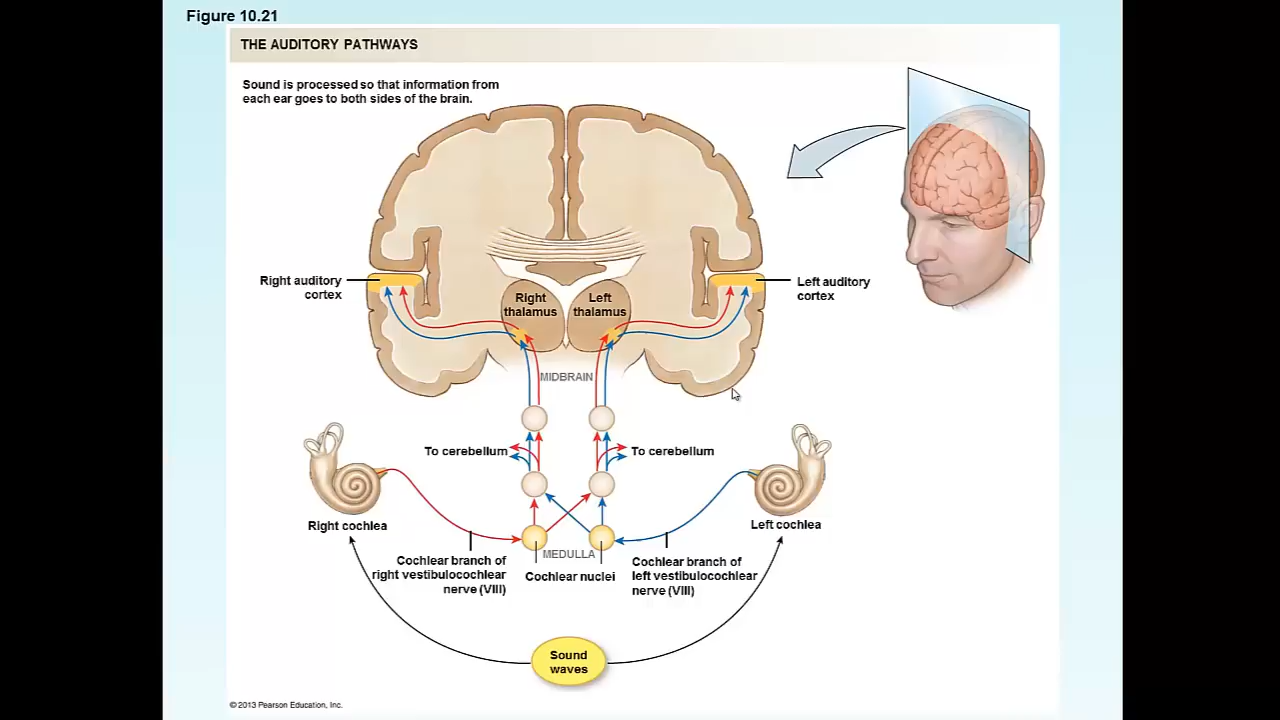 Figure 10.21
THE AUDITORY PATHWAYS
Sound is processed so that information from
each ear goes to both sides of the brain.
Right auditory
cortex
Right
thalamus
Left
thalamus
Left auditory
cortex
MIDBRAIN
To cerebellum
To cerebellum
Right cochlea
Left cochlea
MEDULLA
Cochlear branch of
right vestibulocochlear
nerve (VIII)
Cochlear nuclei
Cochlear branch of
left vestibulocochlear
nerve (VIII)
Sound
waves
© 2013 Pearson Education, Inc.